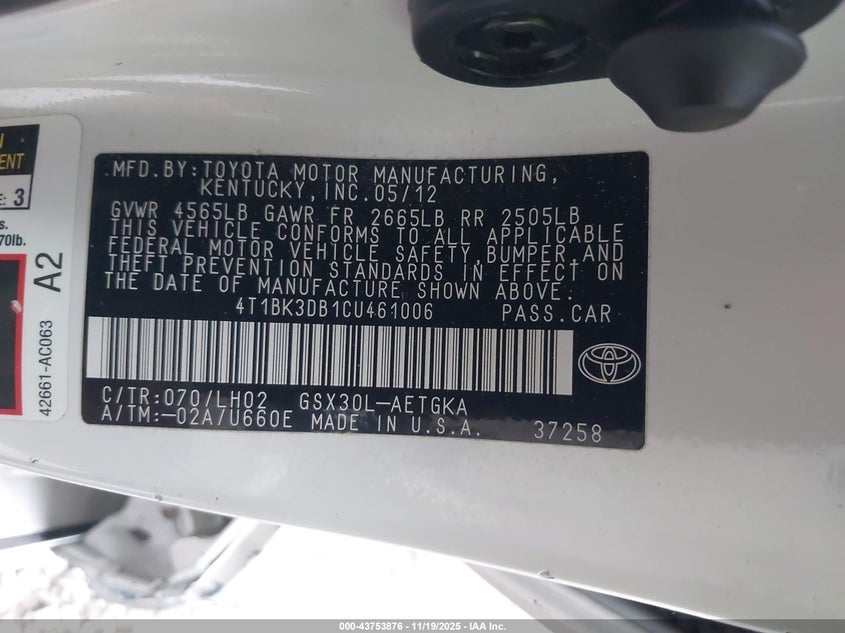 MENT
E: 3
s.
70lb.
A2
42661-AC063
MFD.BY:TOYOTA MOTOR MANUFACTURING,
KENTUCKY,INC.05/12
GVWR 4565LB GAWR FR 2665LB RR 2505LB
THIS VEHICLE CONFORMS TO ALL APPLICABLE
FEDERAL MOTOR VEHICLE SAFETY,BUMPER,AND
THEFT PREVENTION STANDARDS IN EFFECT ON
THE DATE OF MANUFACTURE SHOWN ABOVE.
4T1BK3DB1CU461006 PASS.CAR
C/TR:070/LH02 GSX30L-AETGKA
A/TM:-02A/U660E MADE IN U.S.A. 37258
000-43753876 - 11/19/2025 - IAA Inc.